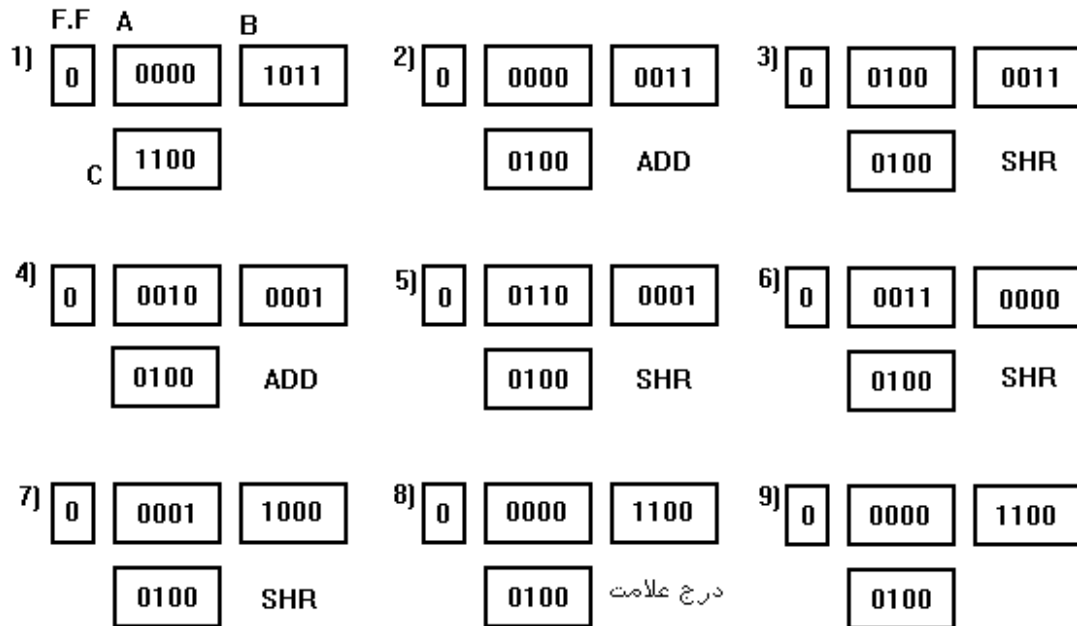 F.F A B
1) 0 0000 1011 2) 0 0000 0011 3) 0 0100 0011
C 1100 0100 ADD 0100 SHR
4) 0 0010 0001 5) 0 0110 0001 6) 0 0011 0000
0100 ADD 0100 SHR 0100 SHR
7) 0 0001 1000 8) 0 0000 1100 9) 0 0000 1100
0100 SHR 0100 درج علامت 0100